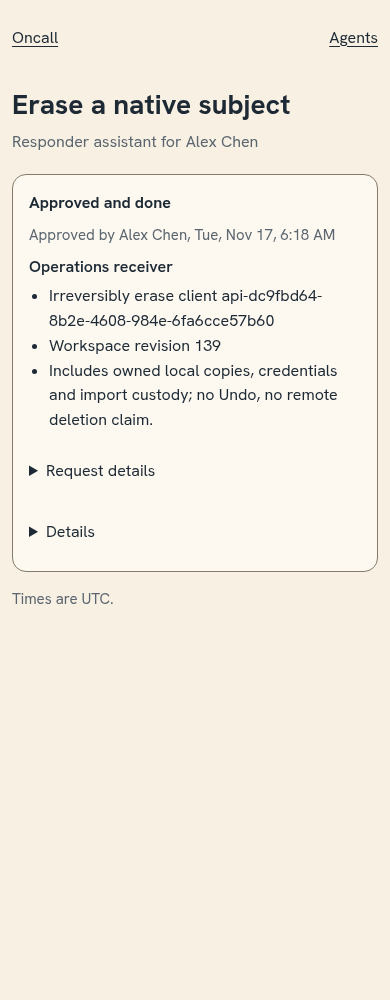 Oncall
Agents
Erase a native subject
Responder assistant for Alex Chen
Approved and done
Approved by Alex Chen, Tue, Nov 17, 6:18 AM
Operations receiver
Irreversibly erase client api-dc9fbd64-
8b2e-4608-984e-6fa6cce57b60
Workspace revision 139
Includes owned local copies, credentials
and import custody; no Undo, no remote
deletion claim.
Request details
Details
Times are UTC.